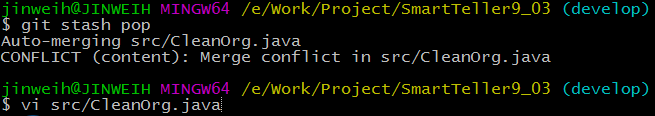 jinweih@JINWEIH MINGW64 /e/Work/Project/SmartTeller9_03 (develop)
$ git stash pop
Auto-merging src/CleanOrg.java
CONFLICT (content): Merge conflict in src/CleanOrg.java
jinweih@JINWEIH MINGW64 /e/Work/Project/SmartTeller9_03 (develop)
$ vi src/CleanOrg.java